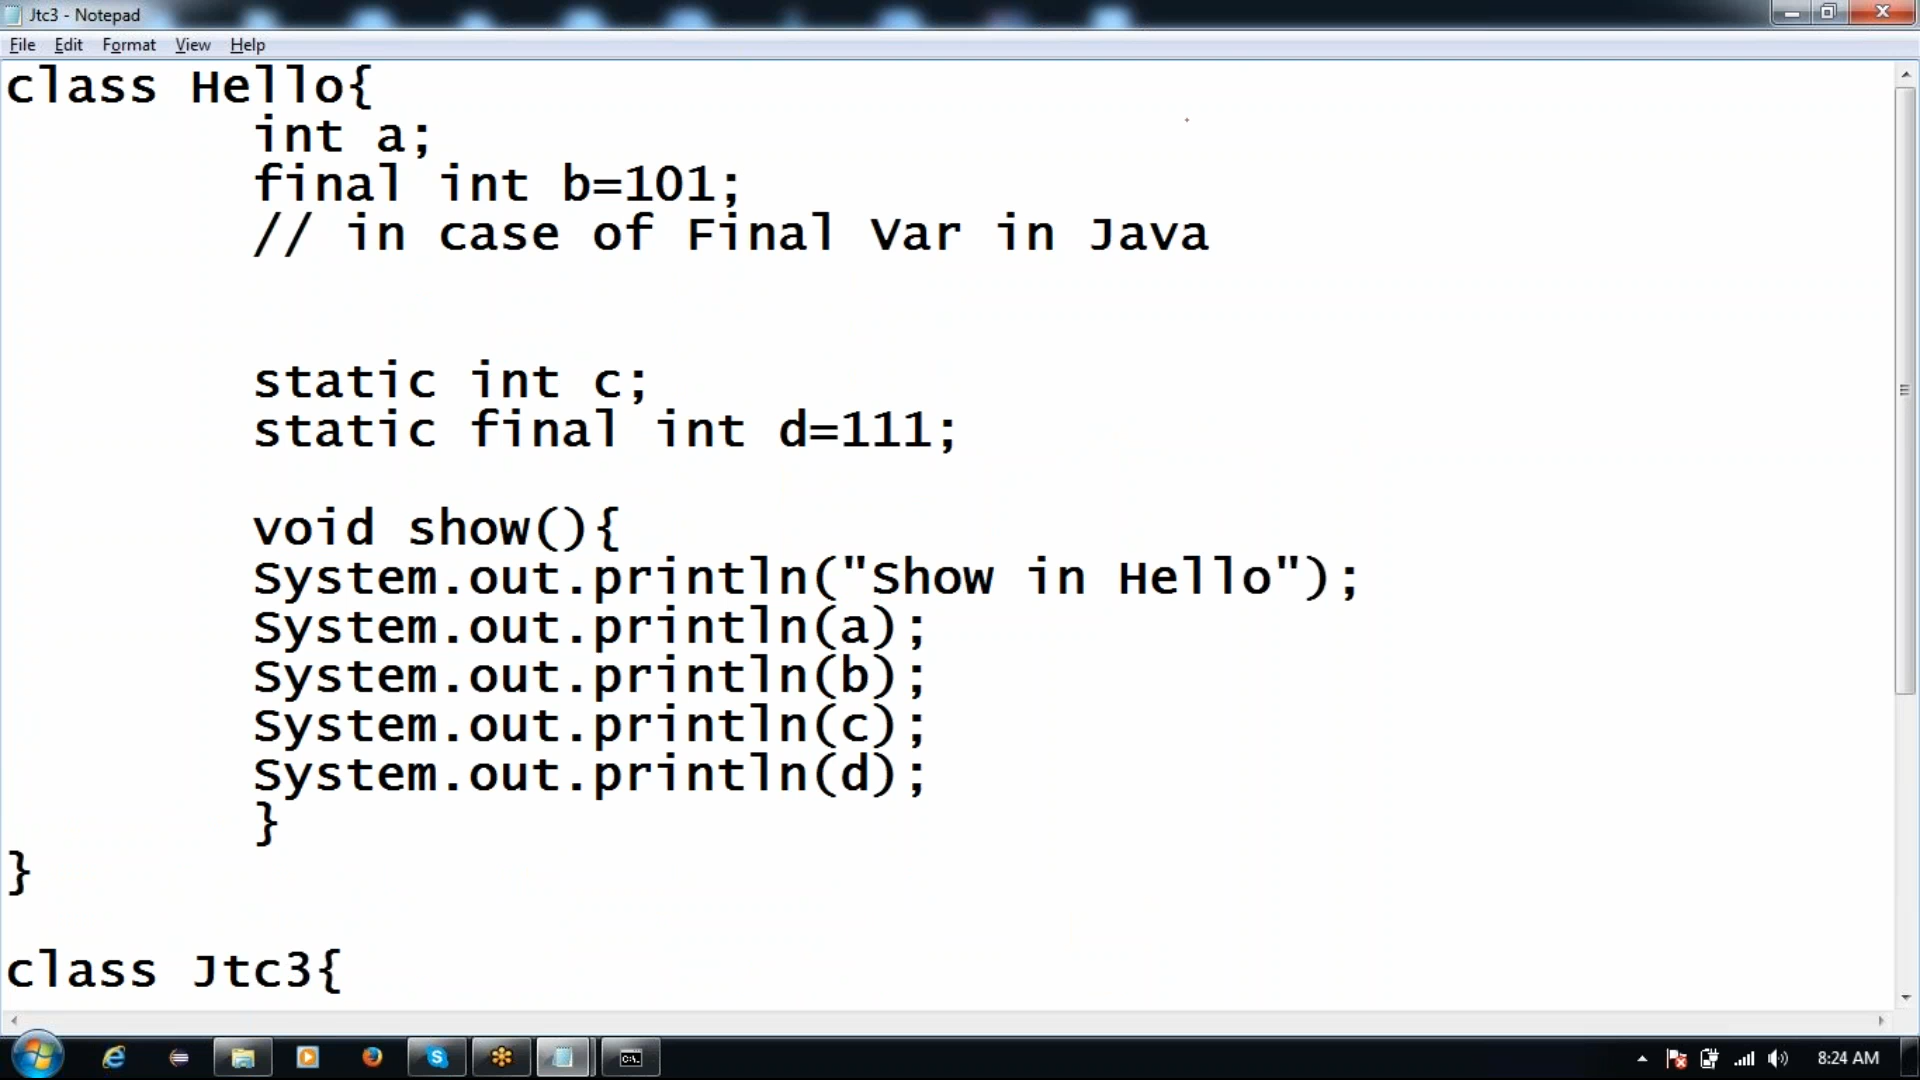 Jtc3 - Notepad
File Edit Format View Help
class Hello{
int a;
final int b=101;
// in case of Final Var in Java
static int c;
static final int d=111;
void show(){
System.out.println("Show in Hello");
System.out.println(a);
System.out.println(b);
System.out.println(c);
System.out.println(d);
}
}
class Jtc3{
8:24 AM